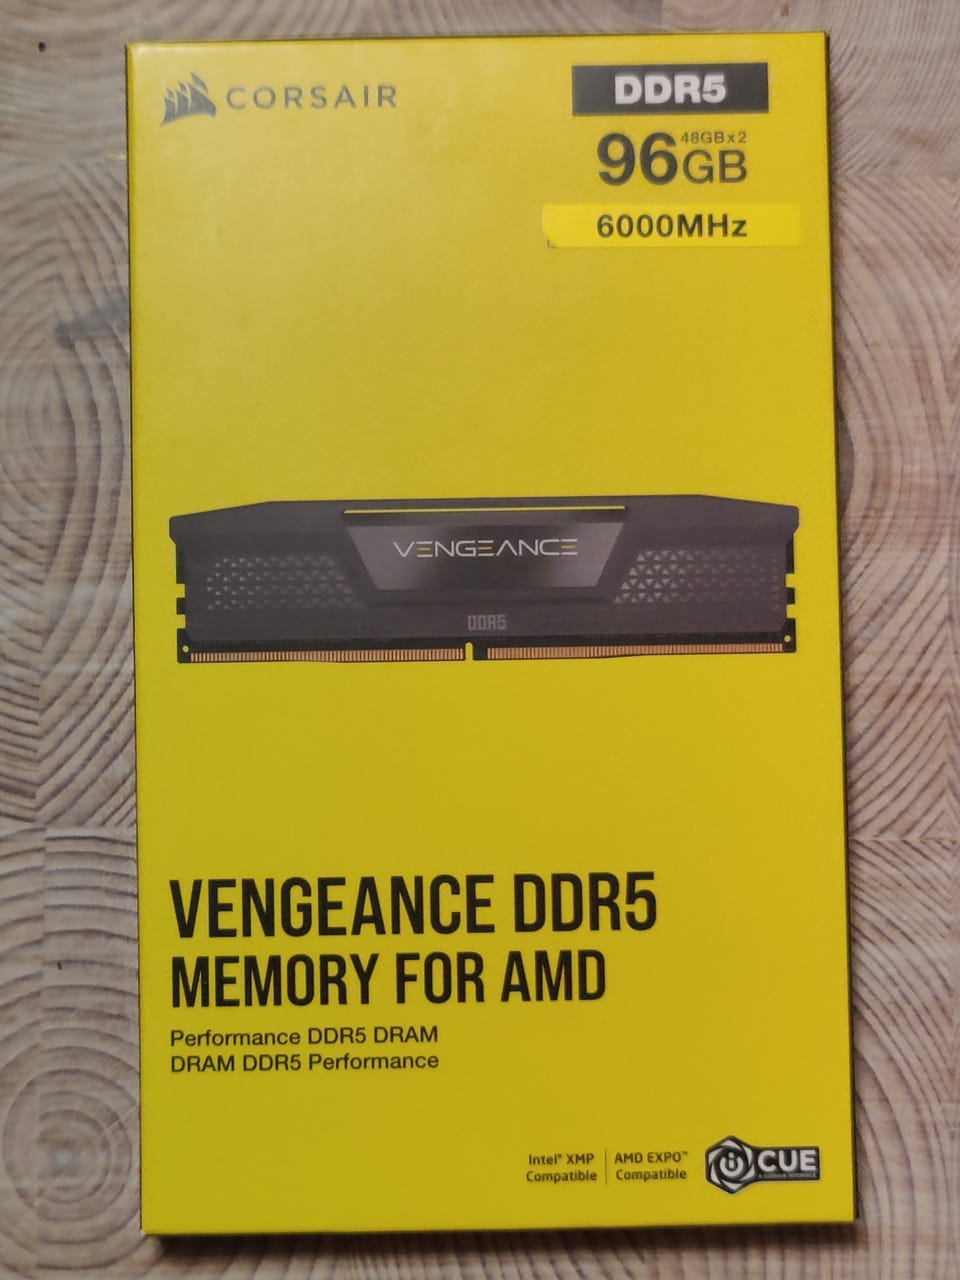 CORSAIR
DDR5
48GBx2
96GB
6000MHz
VENGEANCE
DDR5
VENGEANCE DDR5
MEMORY FOR AMD
Performance DDR5 DRAM
DRAM DDR5 Performance
Intel® XMP
Compatible
AMD EXPO™
Compatible
iCUE